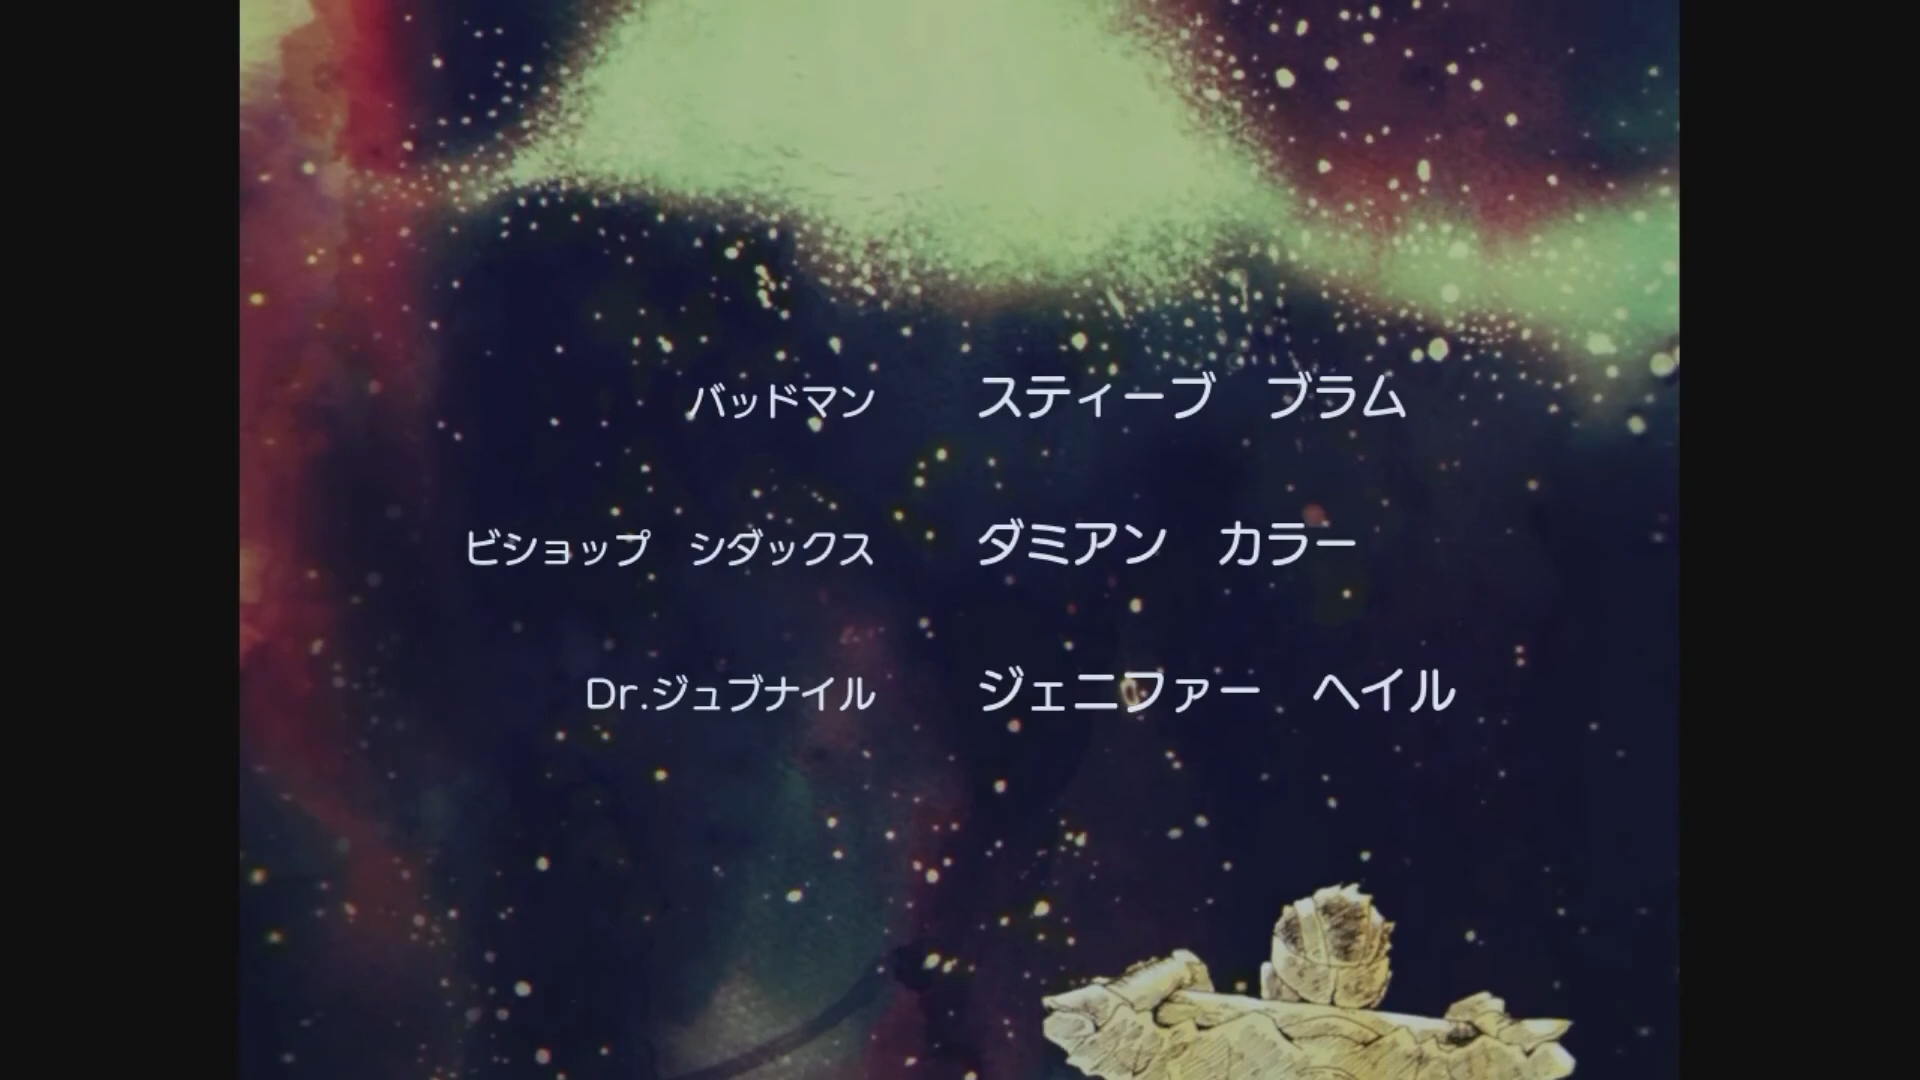 バッドマン　スティーブ　ブラム
ビショップ　シダックス　ダミアン　カラー
Dr.ジュブナイル　ジェニファー　ヘイル